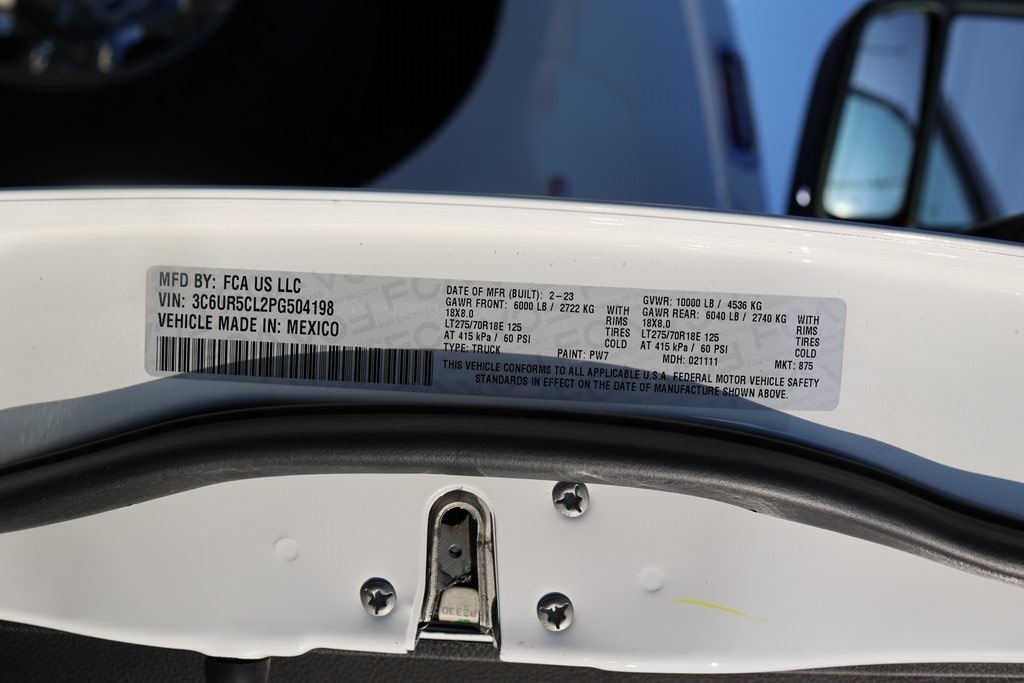 MFD BY: FCA US LLC
VIN: 3C6UR5CL2PG504198
VEHICLE MADE IN: MEXICO
DATE OF MFR (BUILT): 2-23
GAWR FRONT: 6000 LB / 2722 KG WITH
18X8.0 RIMS
LT275/70R18E 125 TIRES
AT 415 kPa / 60 PSI COLD
TYPE: TRUCK PAINT: PW7
GVWR: 10000 LB / 4536 KG
GAWR REAR: 6040 LB / 2740 KG WITH
18X8.0 RIMS
LT275/70R18E 125 TIRES
AT 415 kPa / 60 PSI COLD
MDH: 021111 MKT: 875
THIS VEHICLE CONFORMS TO ALL APPLICABLE U.S.A. FEDERAL MOTOR VEHICLE SAFETY
STANDARDS IN EFFECT ON THE DATE OF MANUFACTURE SHOWN ABOVE.